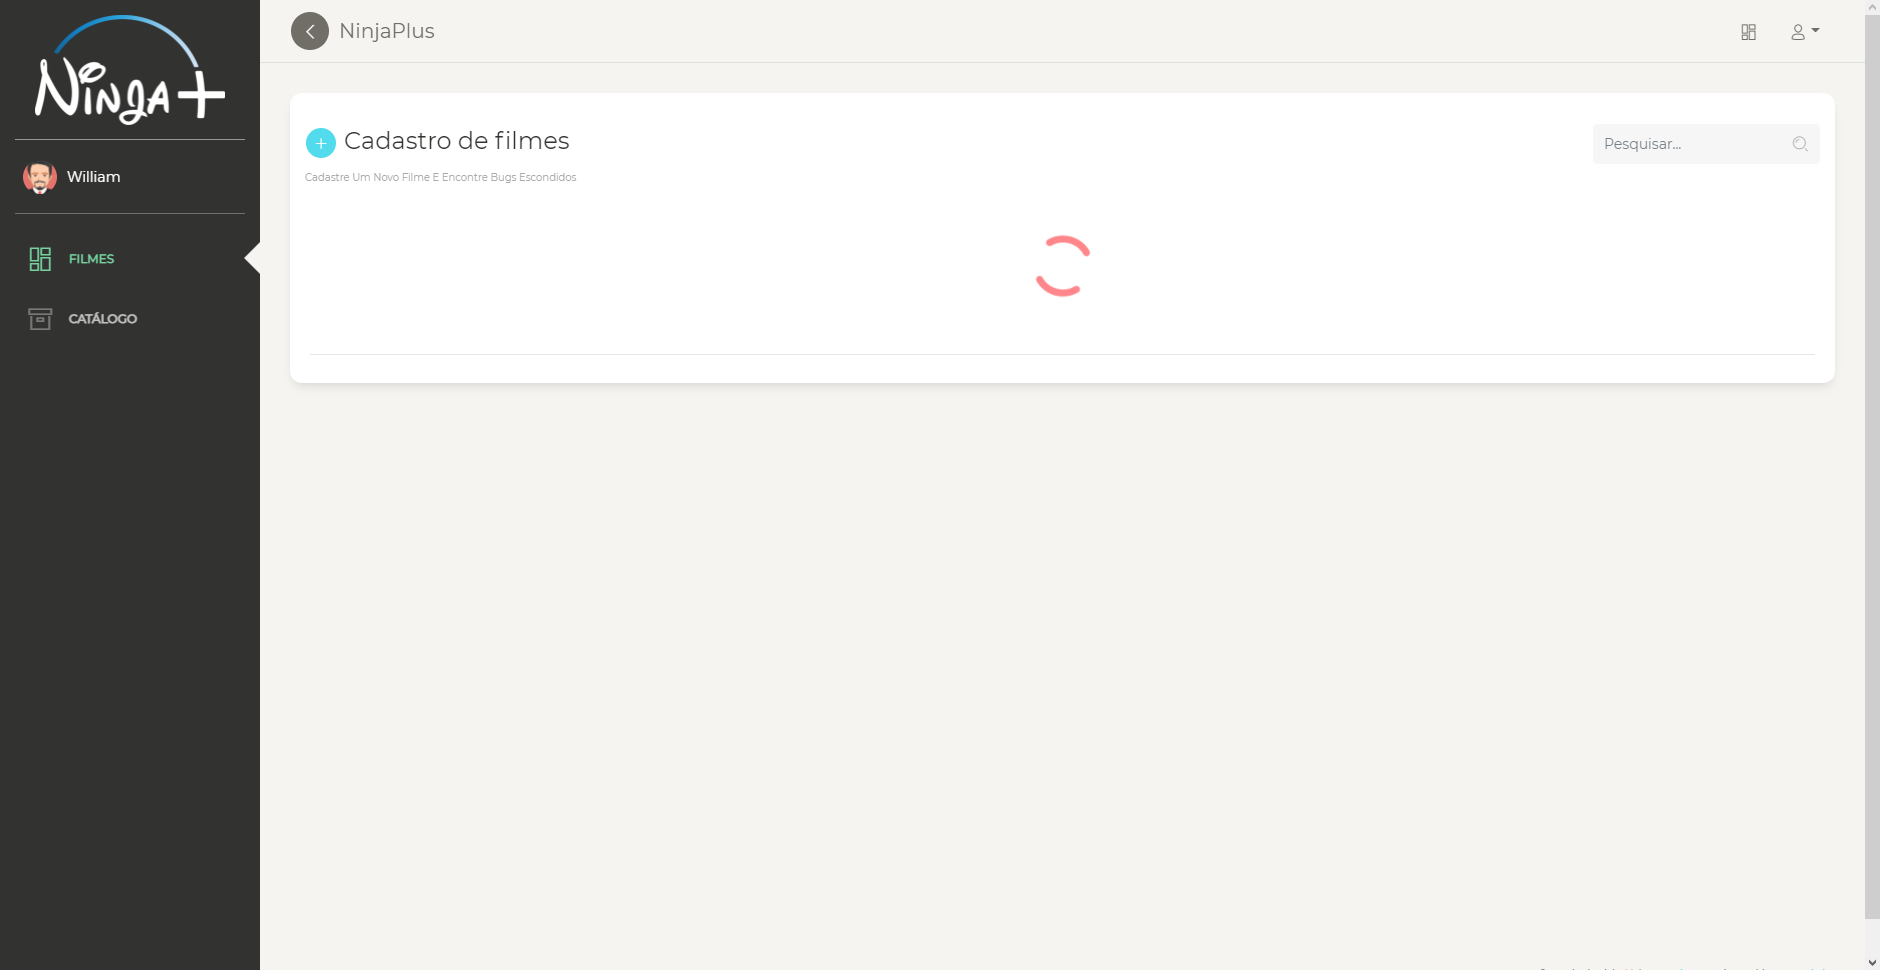 Ninja+
William
FILMES
CATÁLOGO
NinjaPlus
Cadastro de filmes
Cadastre Um Novo Filme E Encontre Bugs Escondidos
Pesquisar...